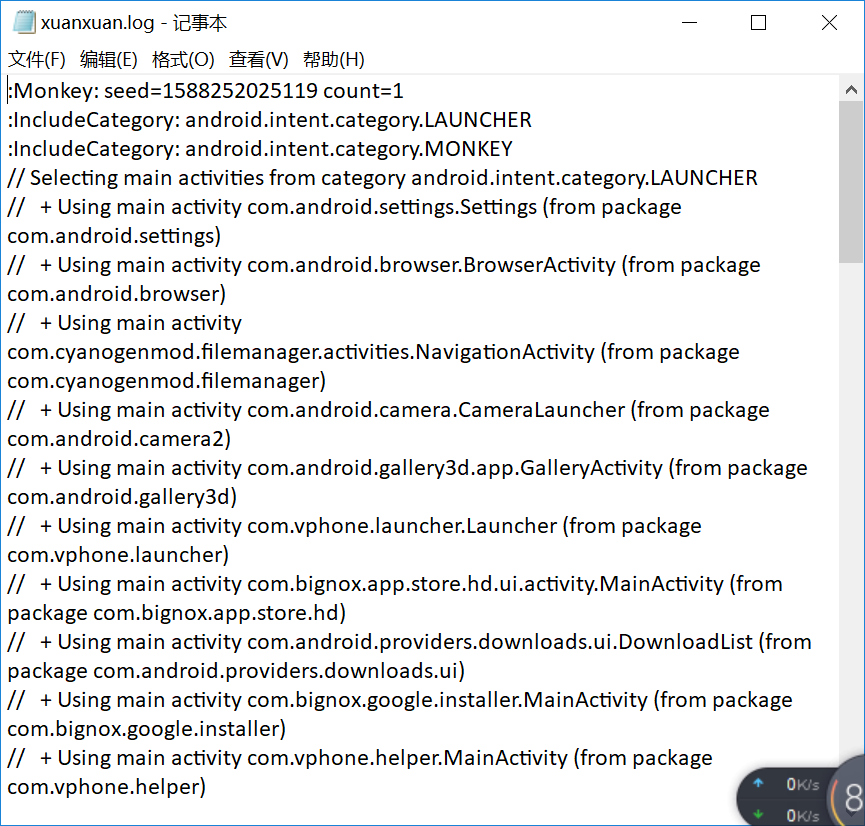 xuanxuan.log - 记事本
文件(F) 编辑(E) 格式(O) 查看(V) 帮助(H)
:Monkey: seed=1588252025119 count=1
:IncludeCategory: android.intent.category.LAUNCHER
:IncludeCategory: android.intent.category.MONKEY
// Selecting main activities from category android.intent.category.LAUNCHER
//   + Using main activity com.android.settings.Settings (from package
com.android.settings)
//   + Using main activity com.android.browser.BrowserActivity (from package
com.android.browser)
//   + Using main activity
com.cyanogenmod.filemanager.activities.NavigationActivity (from package
com.cyanogenmod.filemanager)
//   + Using main activity com.android.camera.CameraLauncher (from package
com.android.camera2)
//   + Using main activity com.android.gallery3d.app.GalleryActivity (from package
com.android.gallery3d)
//   + Using main activity com.vphone.launcher.Launcher (from package
com.vphone.launcher)
//   + Using main activity com.bignox.app.store.hd.ui.activity.MainActivity (from
package com.bignox.app.store.hd)
//   + Using main activity com.android.providers.downloads.ui.DownloadList (from
package com.android.providers.downloads.ui)
//   + Using main activity com.bignox.google.installer.MainActivity (from package
com.bignox.google.installer)
//   + Using main activity com.vphone.helper.MainActivity (from package
com.vphone.helper)
0K/s
0K/s
8